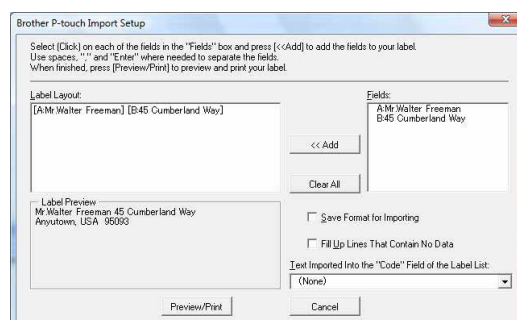 Brother P-touch Import Setup
Select (Click) on each of the fields in the "Fields" box and press [<<Add] to add the fields to your label.
Use spaces, "," and "Enter" where needed to separate the fields.
When finished, press [Preview/Print] to preview and print your label.
Label Layout:
[A:Mr.Walter Freeman] [B:45 Cumberland Way]
<< Add
Clear All
Fields:
A:Mr.Walter Freeman
B:45 Cumberland Way
Label Preview
Mr.Walter Freeman 45 Cumberland Way
Anyutown, USA 95093
Save Format for Importing
Fill Up Lines That Contain No Data
Text Imported Into the "Code" Field of the Label List:
(None)
Preview/Print
Cancel